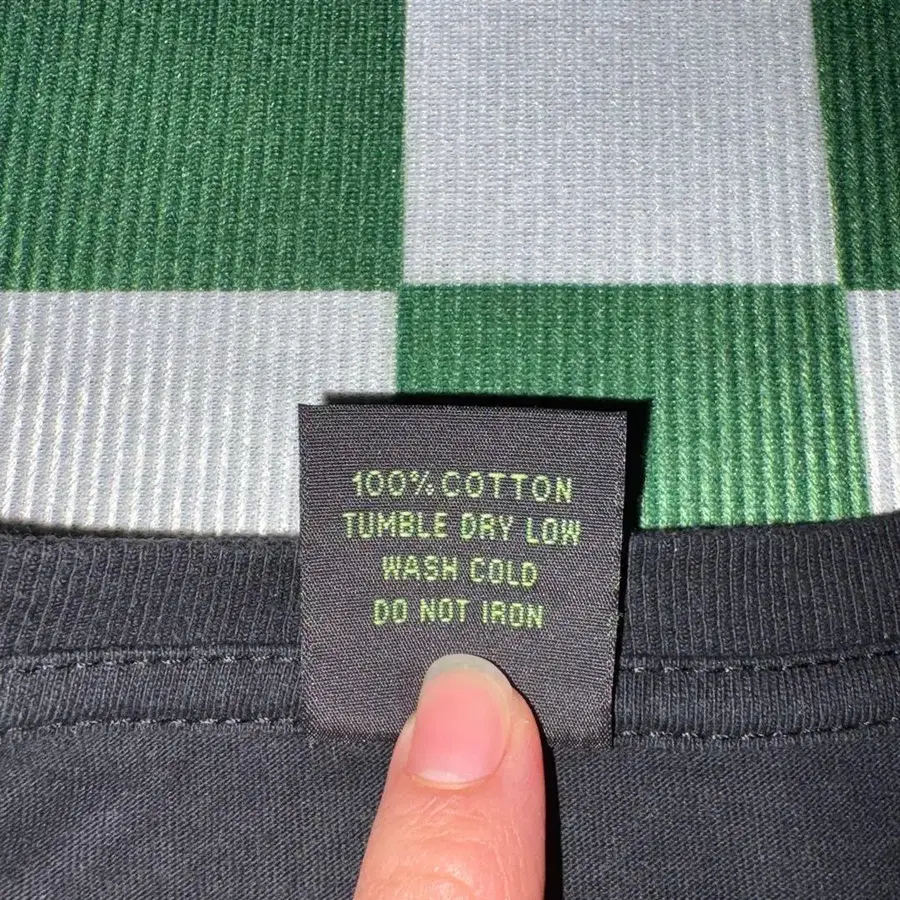 100% COTTON
TUMBLE DRY LOW
WASH COLD
DO NOT IRON